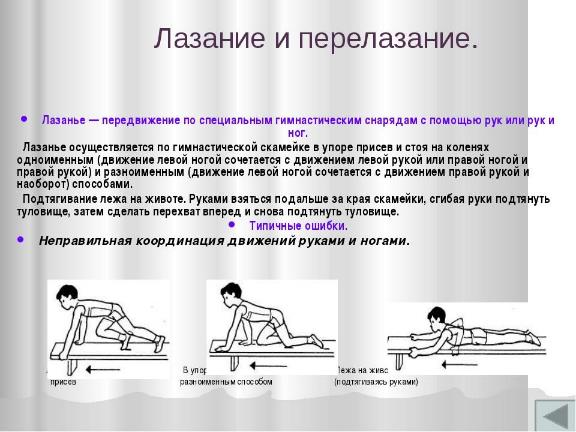 Лазание и перелазание.
Лазанье — передвижение по специальным гимнастическим снарядам с помощью рук или рук и
ног.
Лазанье осуществляется по гимнастической скамейке в упоре присев и стоя на коленях
одноименным (движение левой ногой сочетается с движением левой рукой или правой ногой и
правой рукой) и разноименным (движение левой ногой сочетается с движением правой рукой и
наоборот) способами.
Подтягивание лежа на животе. Руками взяться подальше за края скамейки, сгибая руки подтянуть
туловище, затем сделать перехват вперед и снова подтянуть туловище.
Типичные ошибки.
Неправильная координация движений руками и ногами.
В упор
присев
разноименным способом
Лежа на живо
(подтягиваясь руками)